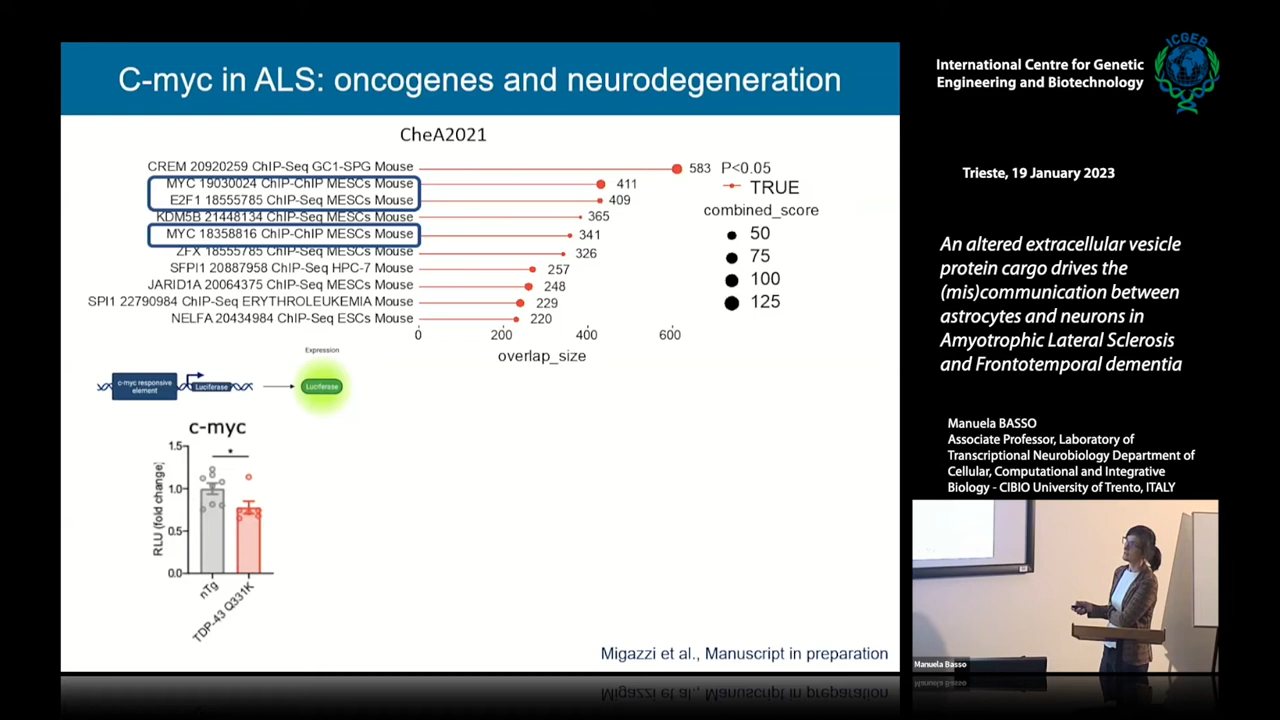 C-myc in ALS: oncogenes and neurodegeneration
CheA2021
CREM 20920259 ChIP-Seq GC1-SPG Mouse
583
MYC 19030024 ChIP-ChIP MESCs Mouse
411
E2F1 18555785 ChIP-Seq MESCs Mouse
409
KDM5B 21448134 ChIP-Seq MESCs Mouse
365
MYC 18358816 ChIP-ChIP MESCs Mouse
341
ZFX 18555785 ChIP-Seq MESCs Mouse
326
SFPI1 20887958 ChIP-Seq HPC-7 Mouse
257
JARID1A 20064375 ChIP-Seq MESCs Mouse
248
SPI1 22790984 ChIP-Seq ERYTHROLEUKEMIA Mouse
229
NELFA 20434984 ChIP-Seq ESCs Mouse
220
0 200 400 600
overlap_size
P<0.05
TRUE
combined_score
50
75
100
125
Expression
c-myc responsive
element
Luciferase
Luciferase
c-myc
*
RLU (fold change)
1.5
1.0
0.5
0.0
nTg
TDP-43 Q331K
Migazzi et al., Manuscript in preparation
Migazzi et al., Manuscript in preparation
International Centre for Genetic
Engineering and Biotechnology
ICGEB
Trieste, 19 January 2023
An altered extracellular vesicle
protein cargo drives the
(mis)communication between
astrocytes and neurons in
Amyotrophic Lateral Sclerosis
and Frontotemporal dementia
Manuela BASSO
Associate Professor, Laboratory of
Transcriptional Neurobiology Department of
Cellular, Computational and Integrative
Biology - CIBIO University of Trento, ITALY
Manuela Basso
Manuela Basso